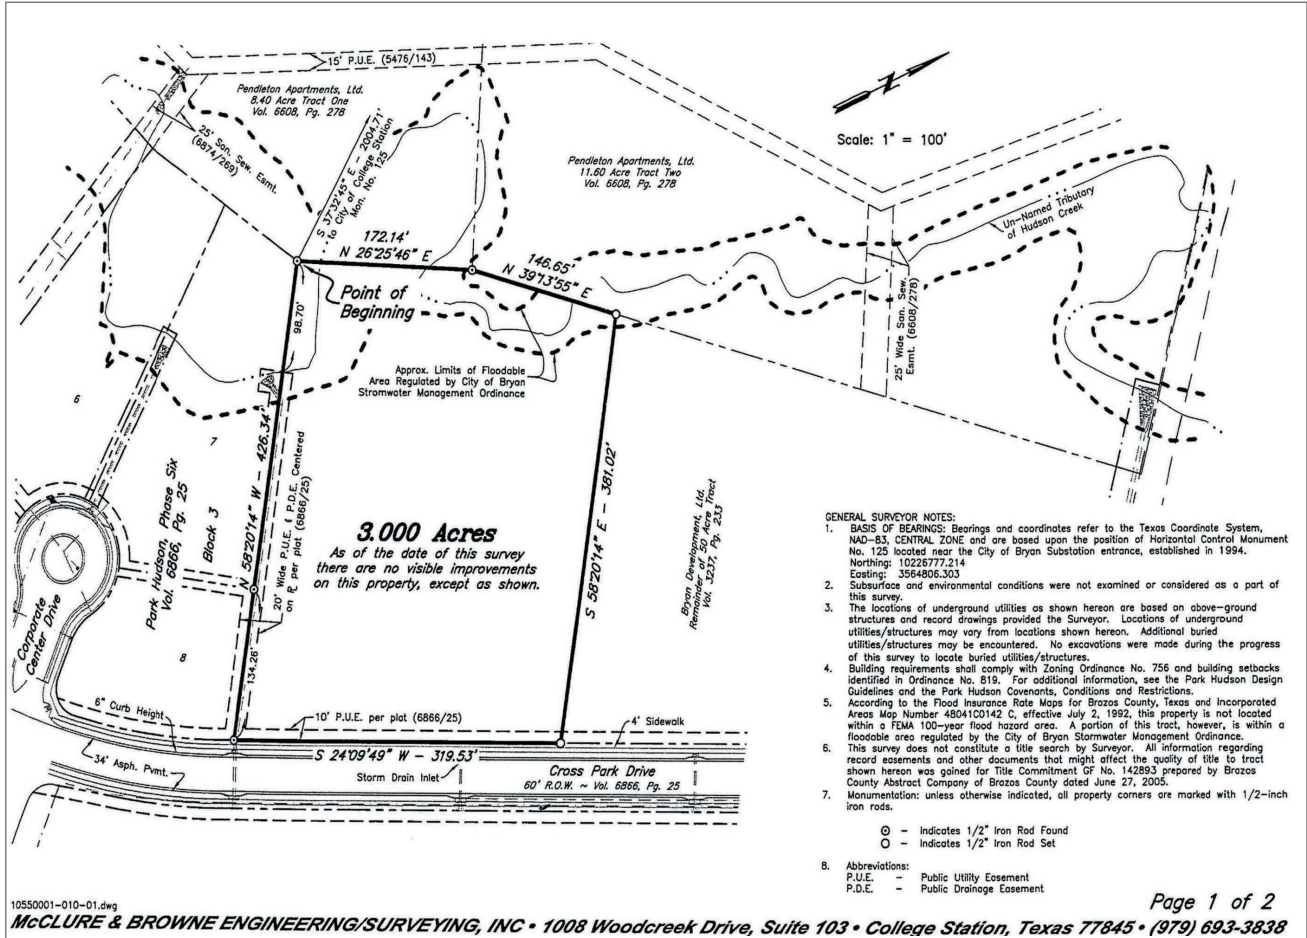 15' P.U.E. (5476/143)
Pendleton Apartments, Ltd.
8.40 Acre Tract One
Vol. 6608, Pg. 278
25' San. Sew. Esmt.
(6874/269)
S 37°32'45" E - 2004.71'
to City of College Station
Mon. No. 125
Pendleton Apartments, Ltd.
11.60 Acre Tract Two
Vol. 6608, Pg. 278
N
Scale: 1" = 100'
Un-Named Tributary
of Hudson Creek
172.14'
N 26°25'46" E
146.65'
N 39°13'55" E
Point of
Beginning
98.70'
25' Wide San. Sew.
Esmt. (6608/278)
Approx. Limits of Floodable
Area Regulated by City of Bryan
Stromwater Management Ordinance
6
7
Park Hudson, Phase Six
Vol. 6866, Pg. 25
Block 3
N 58°20'14" W - 426.34'
20' Wide P.U.E. & P.D.E. Centered
on PL per plat (6866/25)
3.000 Acres
As of the date of this survey
there are no visible improvements
on this property, except as shown.
S 58°20'14" E - 381.02'
Bryan Development, Ltd.
Remainder of 50 Acre Tract
Vol. 3237, Pg. 233
Corporate
Center Drive
8
134.26'
6" Curb Height
10' P.U.E. per plat (6866/25)
4' Sidewalk
34' Asph. Pvmt.
S 24°09'49" W - 319.53'
Storm Drain Inlet
Cross Park Drive
60' R.O.W. ~ Vol. 6866, Pg. 25
GENERAL SURVEYOR NOTES:
1. BASIS OF BEARINGS: Bearings and coordinates refer to the Texas Coordinate System,
NAD-83, CENTRAL ZONE and are based upon the position of Horizontal Control Monument
No. 125 located near the City of Bryan Substation entrance, established in 1994.
Northing: 10226777.214
Easting: 3564806.303
2. Subsurface and environmental conditions were not examined or considered as a part of
this survey.
3. The locations of underground utilities as shown hereon are based on above-ground
structures and record drawings provided the Surveyor. Locations of underground
utilities/structures may vary from locations shown hereon. Additional buried
utilities/structures may be encountered. No excavations were made during the progress
of this survey to locate buried utilities/structures.
4. Building requirements shall comply with Zoning Ordinance No. 756 and building setbacks
identified in Ordinance No. 819. For additional information, see the Park Hudson Design
Guidelines and the Park Hudson Covenants, Conditions and Restrictions.
5. According to the Flood Insurance Rate Maps for Brazos County, Texas and Incorporated
Areas Map Number 48041C0142 C, effective July 2, 1992, this property is not located
within a FEMA 100-year flood hazard area. A portion of this tract, however, is within a
floodable area regulated by the City of Bryan Stormwater Management Ordinance.
6. This survey does not constitute a title search by Surveyor. All information regarding
record easements and other documents that might affect the quality of title to tract
shown hereon was gained for Title Commitment GF No. 142893 prepared by Brazos
County Abstract Company of Brazos County dated June 27, 2005.
7. Monumentation: unless otherwise indicated, all property corners are marked with 1/2-inch
iron rods.
⊙ - Indicates 1/2" Iron Rod Found
O - Indicates 1/2" Iron Rod Set
8. Abbreviations:
P.U.E. - Public Utility Easement
P.D.E. - Public Drainage Easement
10550001-010-01.dwg
Page 1 of 2
McCLURE & BROWNE ENGINEERING/SURVEYING, INC • 1008 Woodcreek Drive, Suite 103 • College Station, Texas 77845 • (979) 693-3838